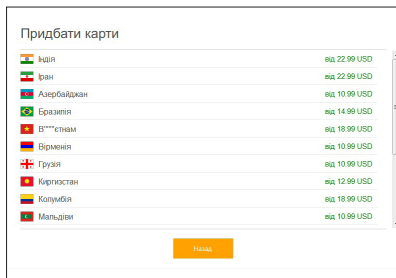 Придбати карти
Індія від 22.99 USD
Іран від 22.99 USD
Азербайджан від 10.99 USD
Бразилія від 14.99 USD
В****єтнам від 18.99 USD
Вірменія від 10.99 USD
Грузія від 10.99 USD
Киргизстан від 12.99 USD
Колумбія від 18.99 USD
Мальдіви від 10.99 USD
Назад